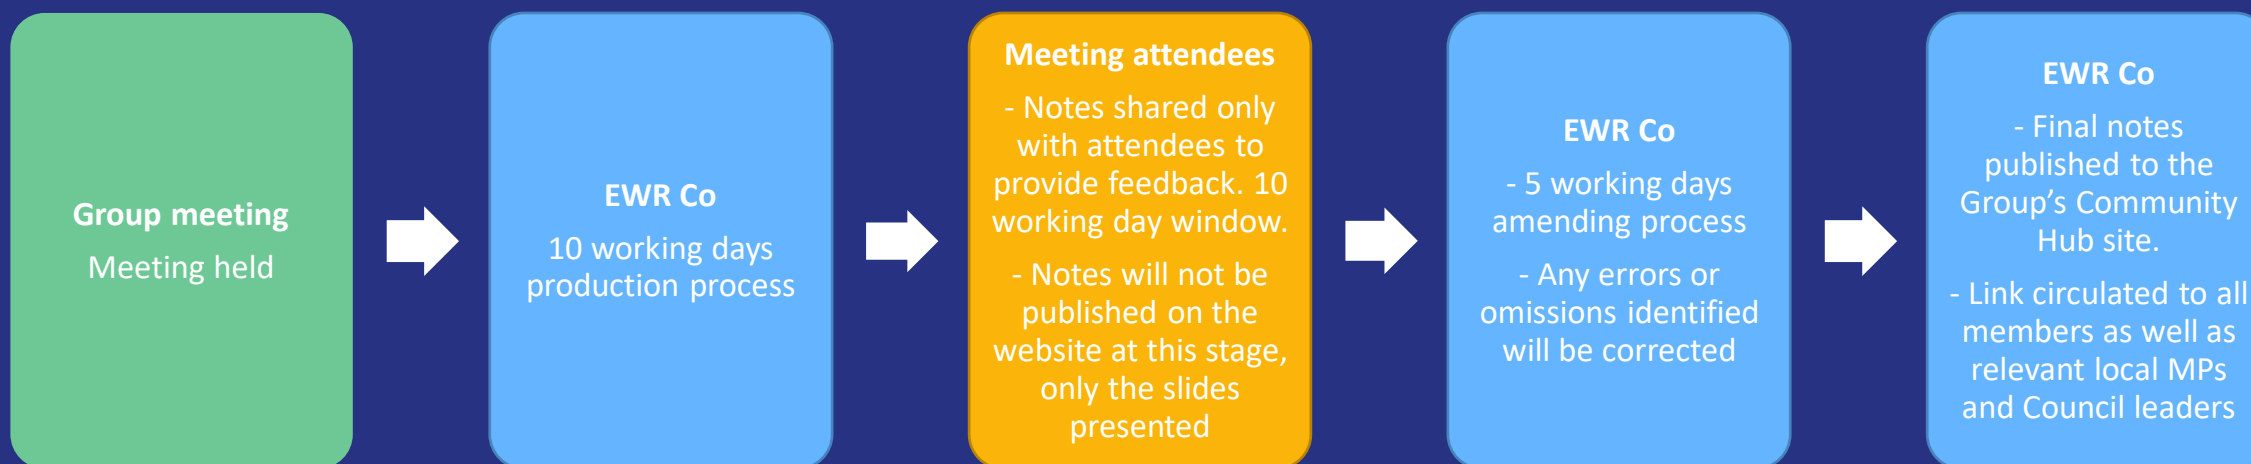 Group meeting
Meeting held
EWR Co
10 working days
production process
Meeting attendees
- Notes shared only
with attendees to
provide feedback. 10
working day window.
- Notes will not be
published on the
website at this stage,
only the slides
presented
EWR Co
- 5 working days
amending process
- Any errors or
omissions identified
will be corrected
EWR Co
- Final notes
published to the
Group’s Community
Hub site.
- Link circulated to all
members as well as
relevant local MPs
and Council leaders